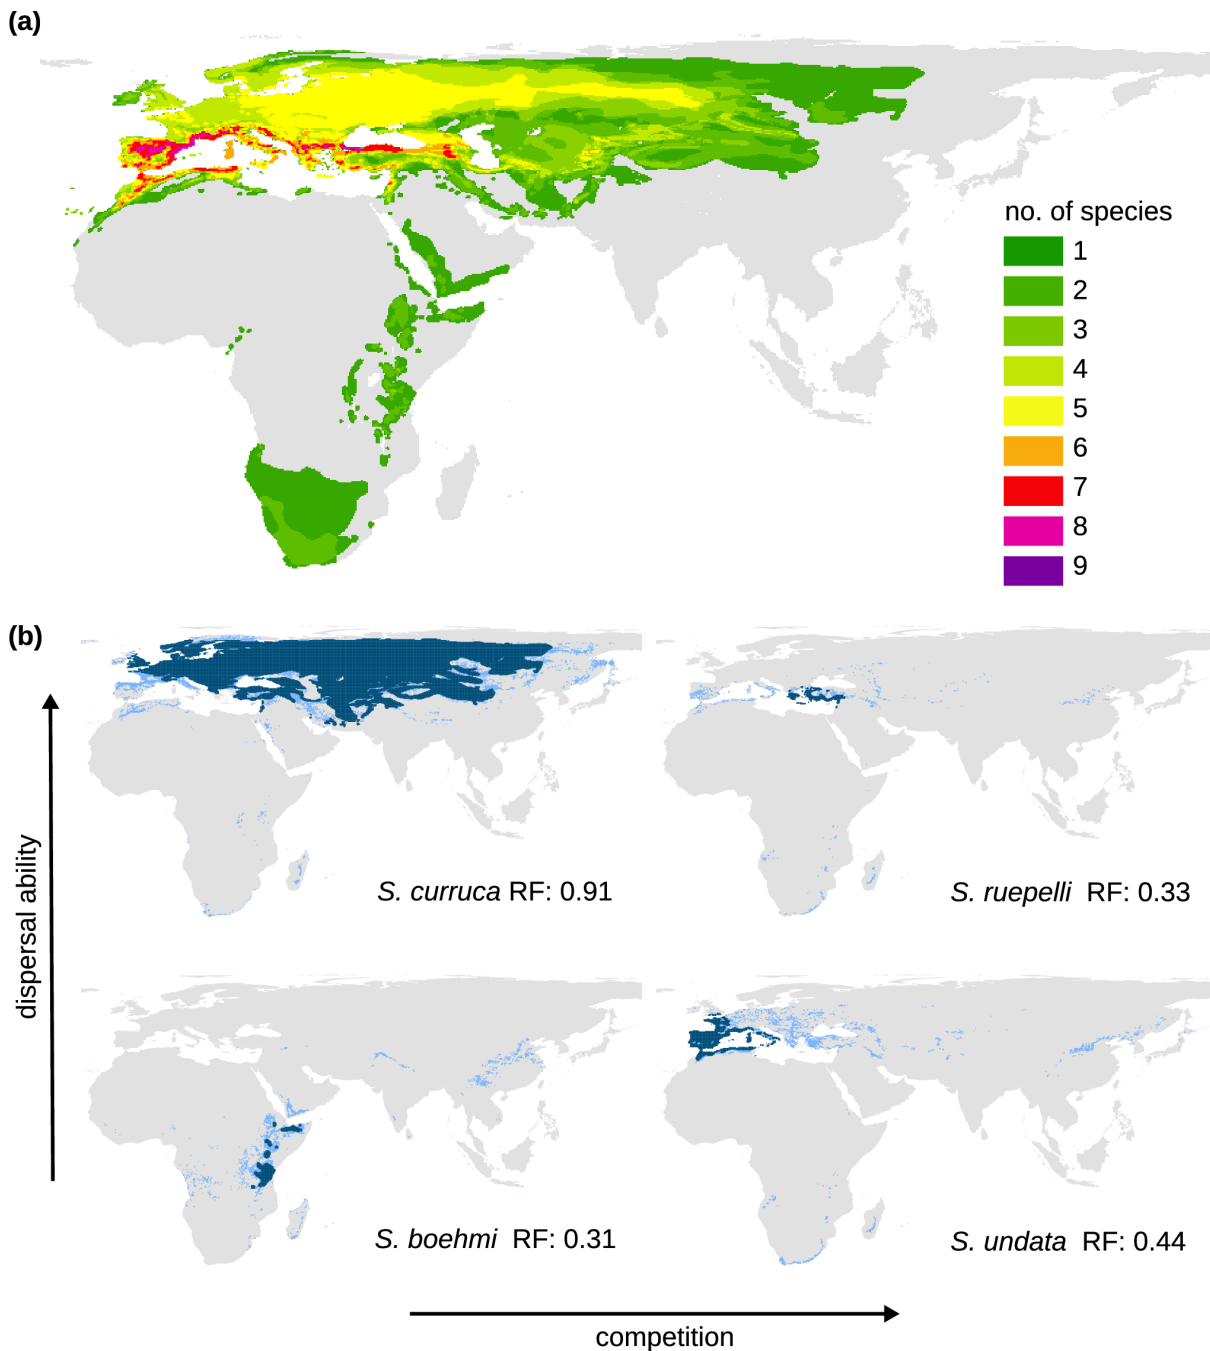 (a)
no. of species
1
2
3
4
5
6
7
8
9
(b)
dispersal ability
S. curruca RF: 0.91
S. ruepelli RF: 0.33
S. boehmi RF: 0.31
S. undata RF: 0.44
competition